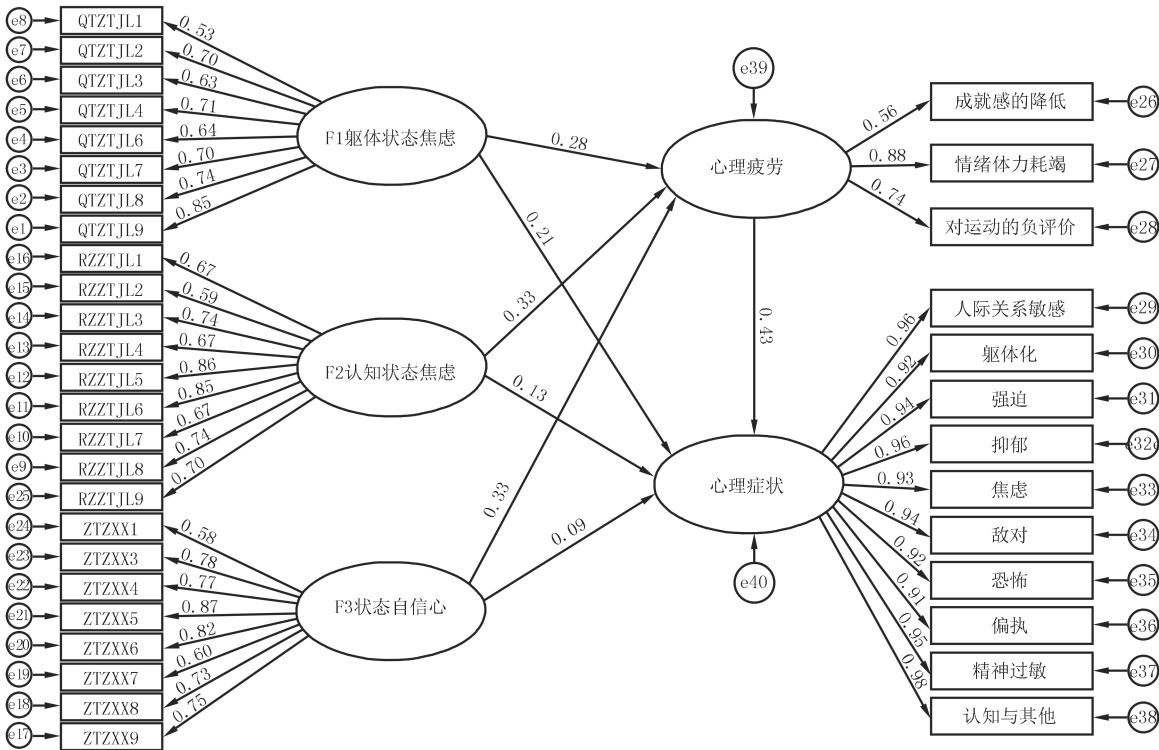 e8 QTZTJL1 0.53
e7 QTZTJL2 0.70
e6 QTZTJL3 0.63
e5 QTZTJL4 0.71
e4 QTZTJL6 0.64
e3 QTZTJL7 0.70
e2 QTZTJL8 0.74
e1 QTZTJL9 0.85
e16 RZZTJL1 0.67
e15 RZZTJL2 0.59
e14 RZZTJL3 0.74
e13 RZZTJL4 0.67
e12 RZZTJL5 0.86
e11 RZZTJL6 0.85
e10 RZZTJL7 0.67
e9 RZZTJL8 0.74
e25 RZZTJL9 0.70
e24 ZTZXX1 0.58
e23 ZTZXX3 0.78
e22 ZTZXX4 0.77
e21 ZTZXX5 0.87
e20 ZTZXX6 0.82
e19 ZTZXX7 0.60
e18 ZTZXX8 0.73
e17 ZTZXX9 0.75
F1躯体状态焦虑
F2认知状态焦虑
F3状态自信心
0.28
0.21
0.33
0.13
0.33
0.09
e39
心理疲劳
0.43
心理症状
e40
0.56 成就感的降低 e26
0.88 情绪体力耗竭 e27
0.74 对运动的负评价 e28
0.96 人际关系敏感 e29
0.92 躯体化 e30
0.94 强迫 e31
0.96 抑郁 e32e
0.93 焦虑 e33
0.94 敌对 e34
0.92 恐怖 e35
0.91 偏执 e36
0.95 精神过敏 e37
0.98 认知与其他 e38